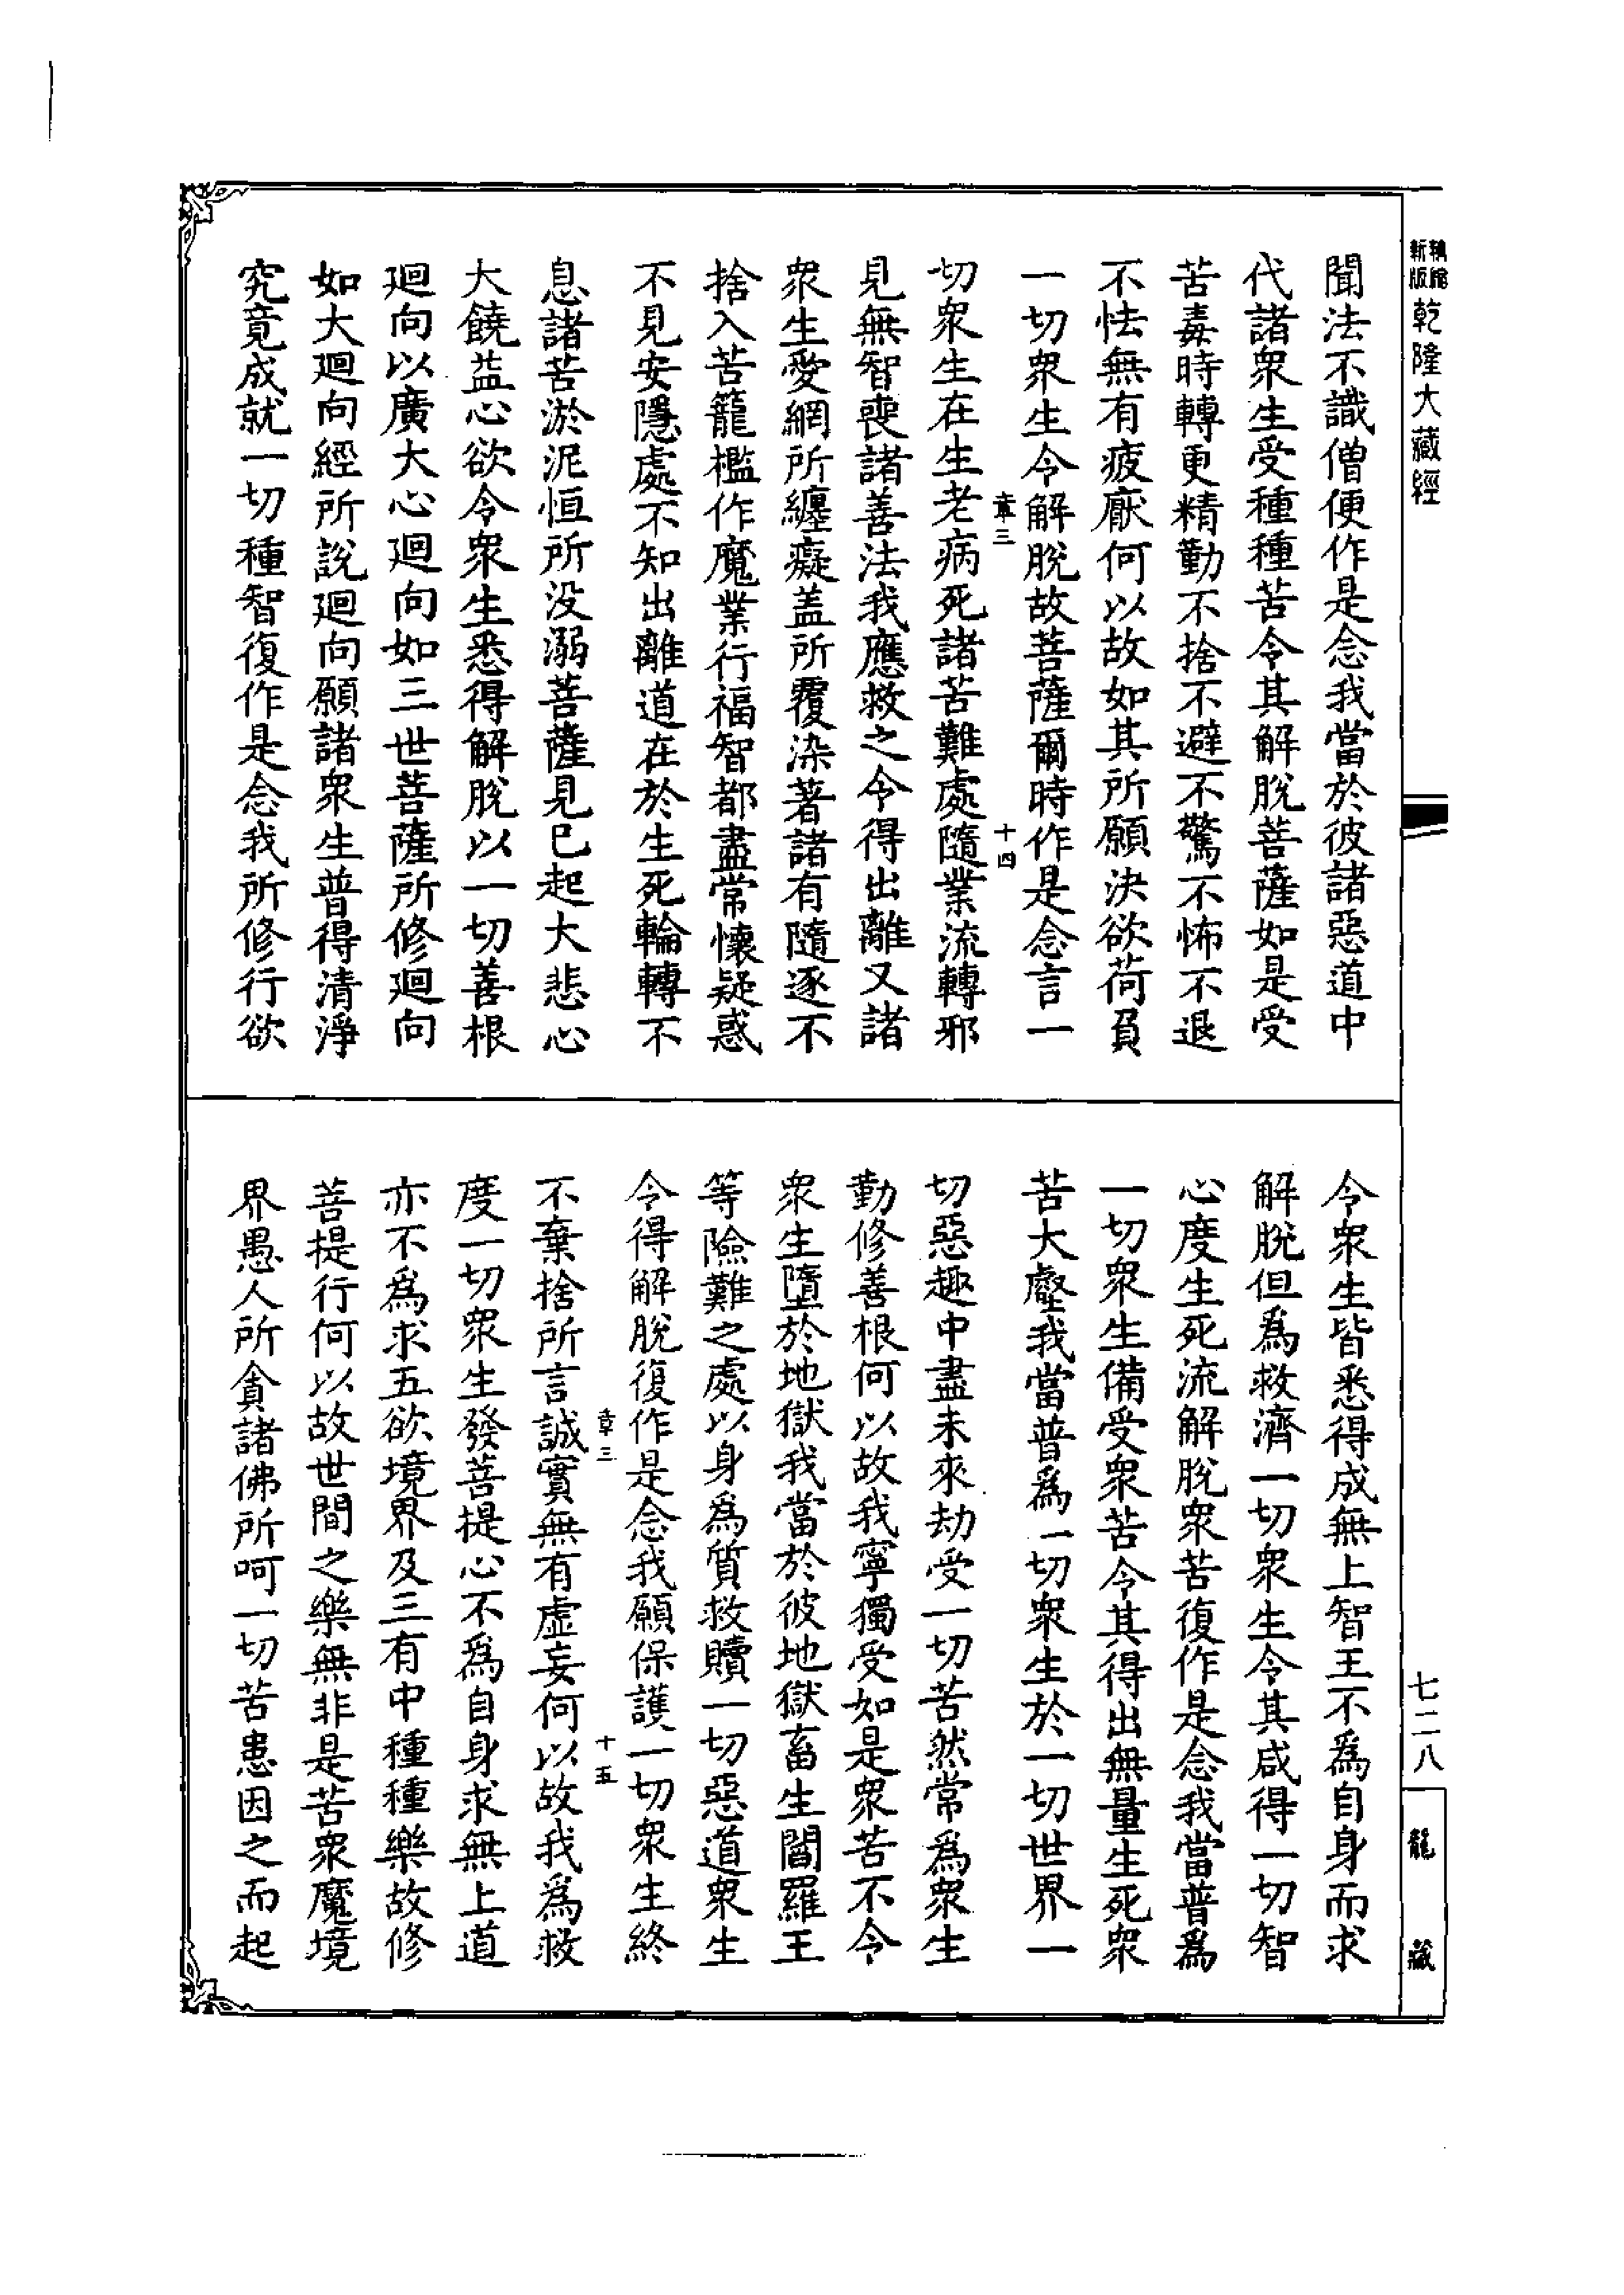 新版
乾隆大藏經
聞法不識僧便作是念我當於彼諸惡道中
代諸衆生受種種苦令其解脫菩薩如是受
苦毒時轉更精勤不捨不避不驚不怖不退
不怯無有疲厭何以故如其所願決欲荷負
一切衆生令解脫故菩薩爾時作是念言一
章三
十四
切衆生在生老病死諸苦難處隨業流轉邪
見無智喪諸善法我應救之令得出離又諸
衆生愛網所纏癡盖所覆染著諸有隨逐不
捨入苦籠檻作魔業行福智都盡常懷疑惑
不見安隱處不知出離道在於生死輪轉不
息諸苦淤泥恒所没溺菩薩見已起大悲心
大饒益心欲令衆生悉得解脫以一切善根
廻向以廣大心廻向如三世菩薩所修廻向
如大廻向經所說廻向願諸衆生普得清淨
究竟成就一切種智復作是念我所修行欲
令衆生皆悉得成無上智王不爲自身而求
解脫但爲救濟一切衆生令其咸得一切智
心度生死流解脫衆苦復作是念我當普爲
一切衆生備受衆苦令其得出無量生死衆
苦大壑我當普爲一切衆生於一切世界一
切惡趣中盡未來劫受一切苦然常爲衆生
勤修善根何以故我寧獨受如是衆苦不令
衆生墮於地獄我當於彼地獄畜生閻羅王
等險難之處以身爲質救贖一切惡道衆生
令得解脫復作是念我願保護一切衆生終
章三
十五
不棄捨所言誠實無有虛妄何以故我爲救
度一切衆生發菩提心不爲自身求無上道
亦不爲求五欲境界及三有中種種樂故修
菩提行何以故世間之樂無非是苦衆魔境
界愚人所貪諸佛所呵一切苦患因之而起
七二八
龍藏